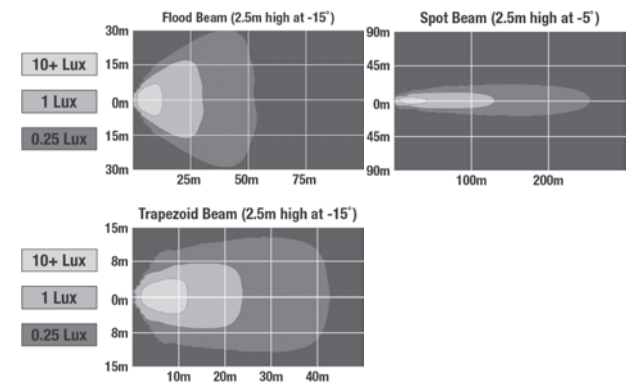 Flood Beam (2.5m high at -15˚)
30m
15m
0m
15m
30m
25m 50m 75m
10+ Lux
1 Lux
0.25 Lux
Spot Beam (2.5m high at -5˚)
90m
45m
0m
45m
90m
100m 200m
Trapezoid Beam (2.5m high at -15˚)
15m
8m
0m
8m
15m
10m 20m 30m 40m
10+ Lux
1 Lux
0.25 Lux